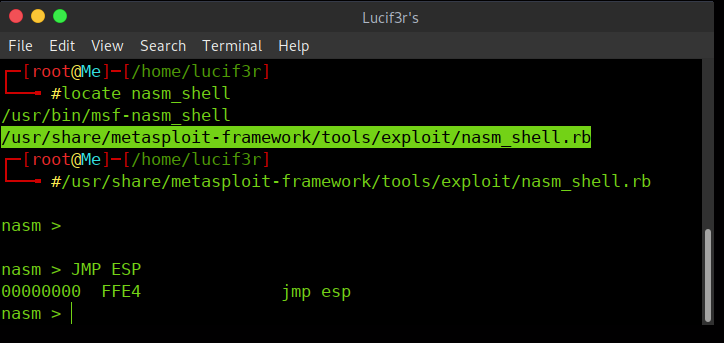 Lucif3r's
File Edit View Search Terminal Help
┌─[root@Me]─[/home/lucif3r]
└──╼ #locate nasm_shell
/usr/bin/msf-nasm_shell
/usr/share/metasploit-framework/tools/exploit/nasm_shell.rb
┌─[root@Me]─[/home/lucif3r]
└──╼ #/usr/share/metasploit-framework/tools/exploit/nasm_shell.rb
nasm >
nasm > JMP ESP
00000000  FFE4              jmp esp
nasm >